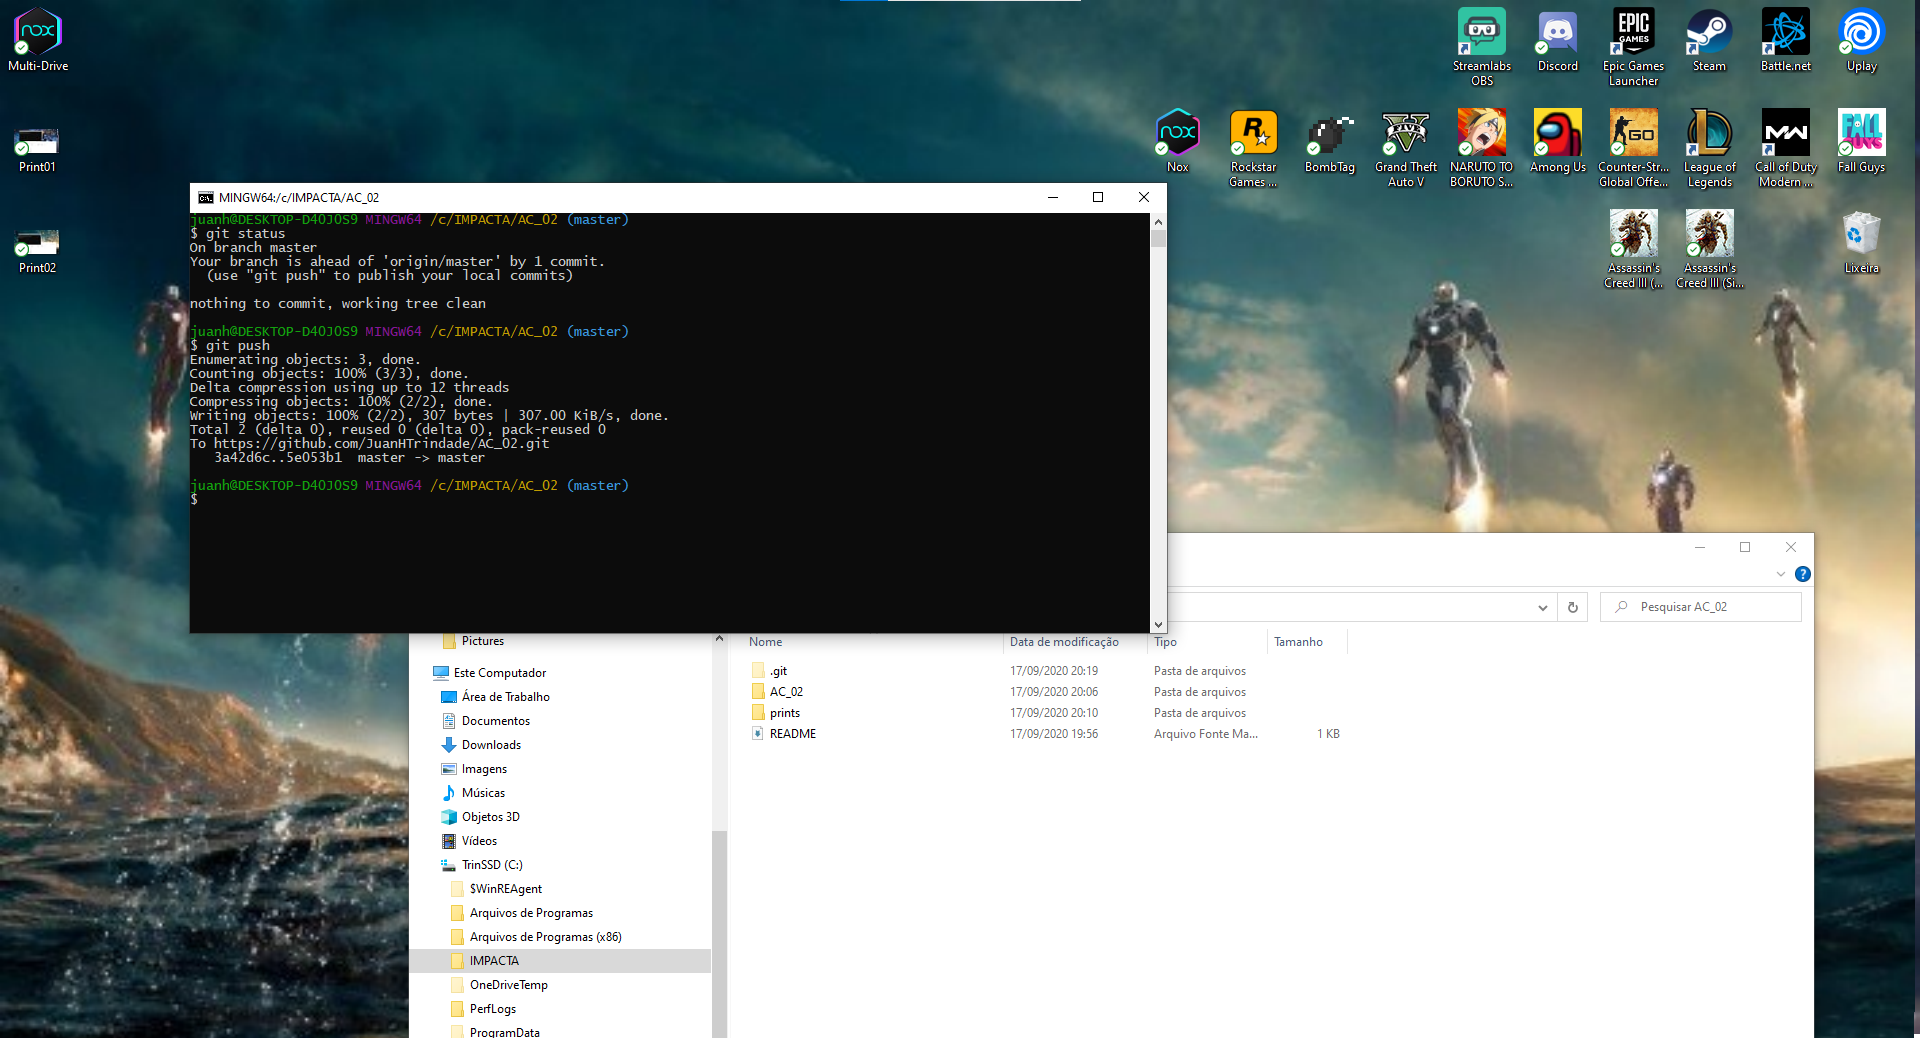 Multi-Drive
Print01
Print02
Streamlabs
OBS
Discord
Epic Games
Launcher
Steam
Battle.net
Uplay
Nox
Rockstar
Games ...
BombTag
Grand Theft
Auto V
NARUTO TO
BORUTO S...
Among Us
Counter-Str...
Global Offe...
League of
Legends
Call of Duty
Modern ...
Fall Guys
Assassin's
Creed III (...
Assassin's
Creed III (Si...
Lixeira
MINGW64:/c/IMPACTA/AC_02
juanh@DESKTOP-D4OJOS9 MINGW64 /c/IMPACTA/AC_02 (master)
$ git status
On branch master
Your branch is ahead of 'origin/master' by 1 commit.
(use "git push" to publish your local commits)
nothing to commit, working tree clean
juanh@DESKTOP-D4OJOS9 MINGW64 /c/IMPACTA/AC_02 (master)
$ git push
Enumerating objects: 3, done.
Counting objects: 100% (3/3), done.
Delta compression using up to 12 threads
Compressing objects: 100% (2/2), done.
Writing objects: 100% (2/2), 307 bytes | 307.00 KiB/s, done.
Total 2 (delta 0), reused 0 (delta 0), pack-reused 0
To https://github.com/JuanHTrindade/AC_02.git
3a42d6c..5e053b1  master -> master
juanh@DESKTOP-D4OJOS9 MINGW64 /c/IMPACTA/AC_02 (master)
$
Pesquisar AC_02
Pictures
Este Computador
Área de Trabalho
Documentos
Downloads
Imagens
Músicas
Objetos 3D
Vídeos
TrinSSD (C:)
$WinREAgent
Arquivos de Programas
Arquivos de Programas (x86)
IMPACTA
OneDriveTemp
PerfLogs
ProgramData
Nome Data de modificação Tipo Tamanho
.git 17/09/2020 20:19 Pasta de arquivos
AC_02 17/09/2020 20:06 Pasta de arquivos
prints 17/09/2020 20:10 Pasta de arquivos
README 17/09/2020 19:56 Arquivo Fonte Ma... 1 KB